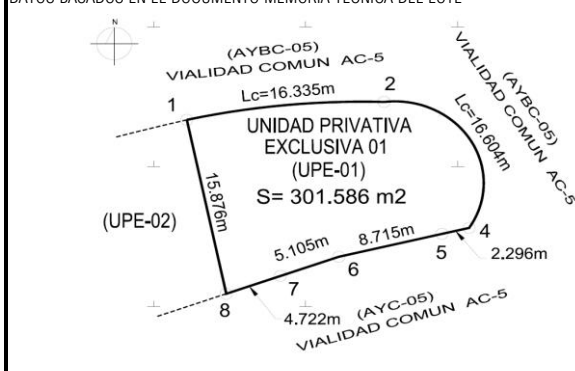 DATOS BASADOS EN EL DOCUMENTO MEMORIA TECNICA DEL LOTE
N
(AYBC-05)
VIALIDAD COMUN AC-5
Lc=16.335m
1
2
(AYBC-05)
VIALIDAD COMUN AC-5
Lc=16.604m
UNIDAD PRIVATIVA
EXCLUSIVA 01
(UPE-01)
S= 301.586 m2
15.876m
(UPE-02)
8.715m
5.105m
4
5
6
7
8
2.296m
4.722m
(AYC-05)
VIALIDAD COMUN AC-5